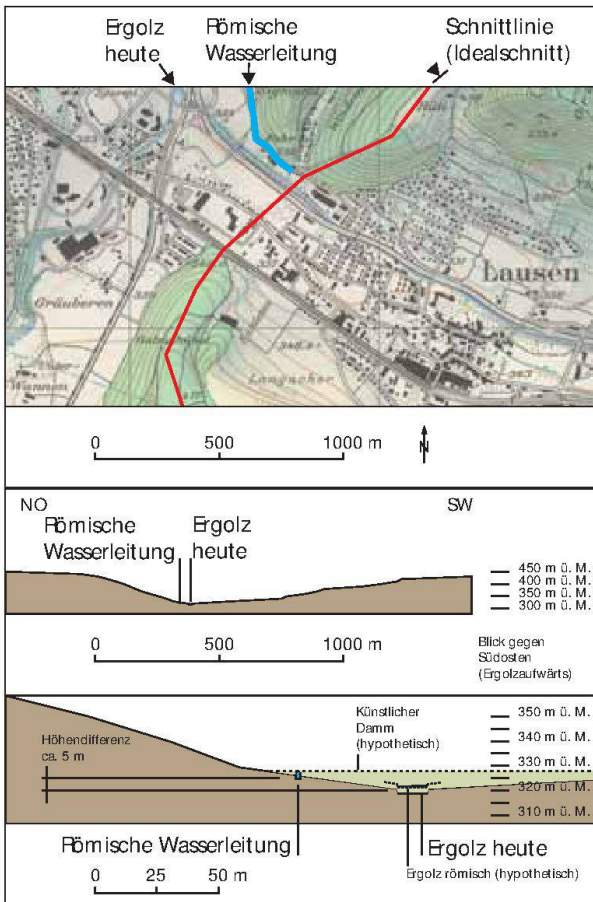 Ergolz
heute
Römische
Wasserleitung
Schnittlinie
(Idealschnitt)
Lausen
Gräuberen
Wannen
0 500 1000 m
N
NO SW
Römische
Wasserleitung
Ergolz
heute
450 m ü. M.
400 m ü. M.
350 m ü. M.
300 m ü. M.
0 500 1000 m
Blick gegen
Südosten
(Ergolzaufwärts)
Höhendifferenz
ca. 5 m
Künstlicher
Damm
(hypothetisch)
350 m ü. M.
340 m ü. M.
330 m ü. M.
320 m ü. M.
310 m ü. M.
Römische Wasserleitung
Ergolz heute
Ergolz römisch (hypothetisch)
0 25 50 m